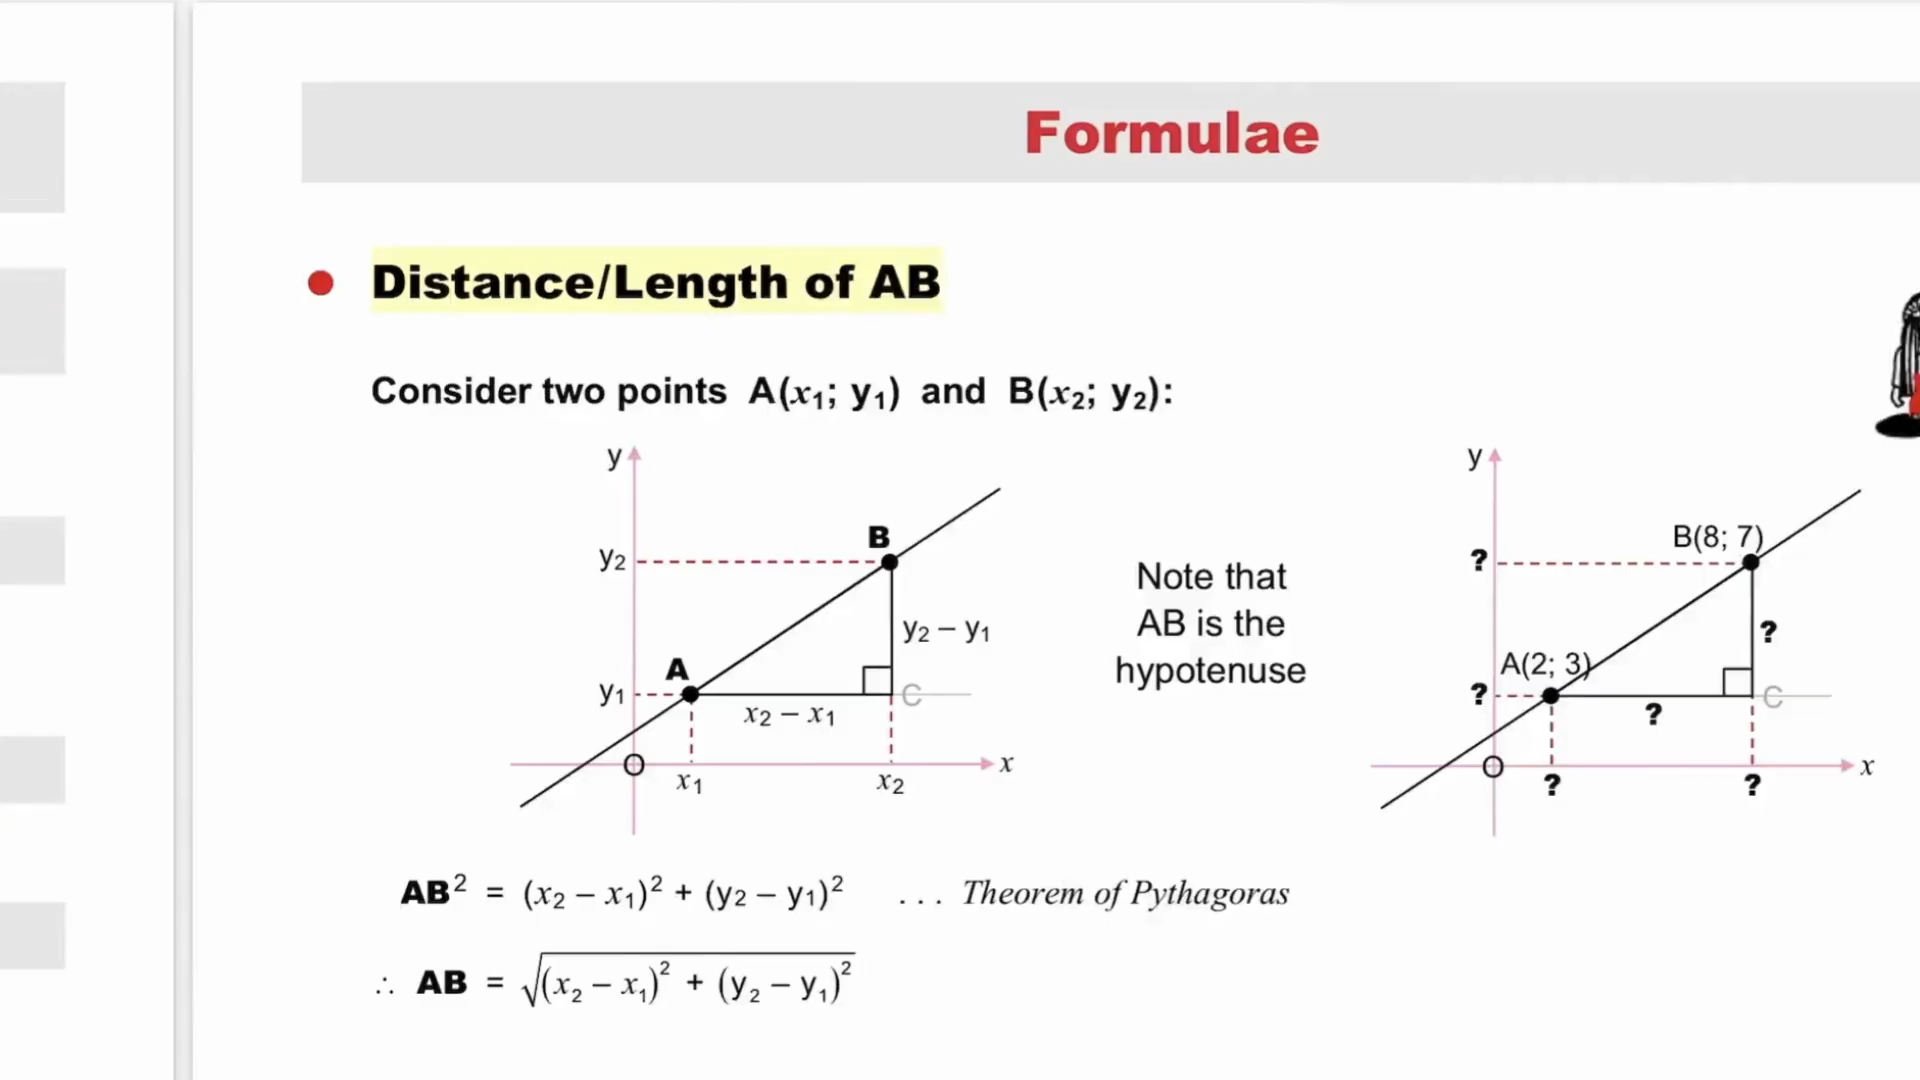 Formulae
Distance/Length of AB
Consider two points A(x₁; y₁) and B(x₂; y₂):
y
B
y₂
y₂ – y₁
A
y₁
C
x₂ – x₁
O
x
x₁
x₂
Note that
AB is the
hypotenuse
y
B(8; 7)
?
?
A(2; 3)
?
C
?
O
x
?
?
AB² = (x₂ – x₁)² + (y₂ – y₁)² . . . Theorem of Pythagoras
∴ AB = √(x₂ – x₁)² + (y₂ – y₁)²